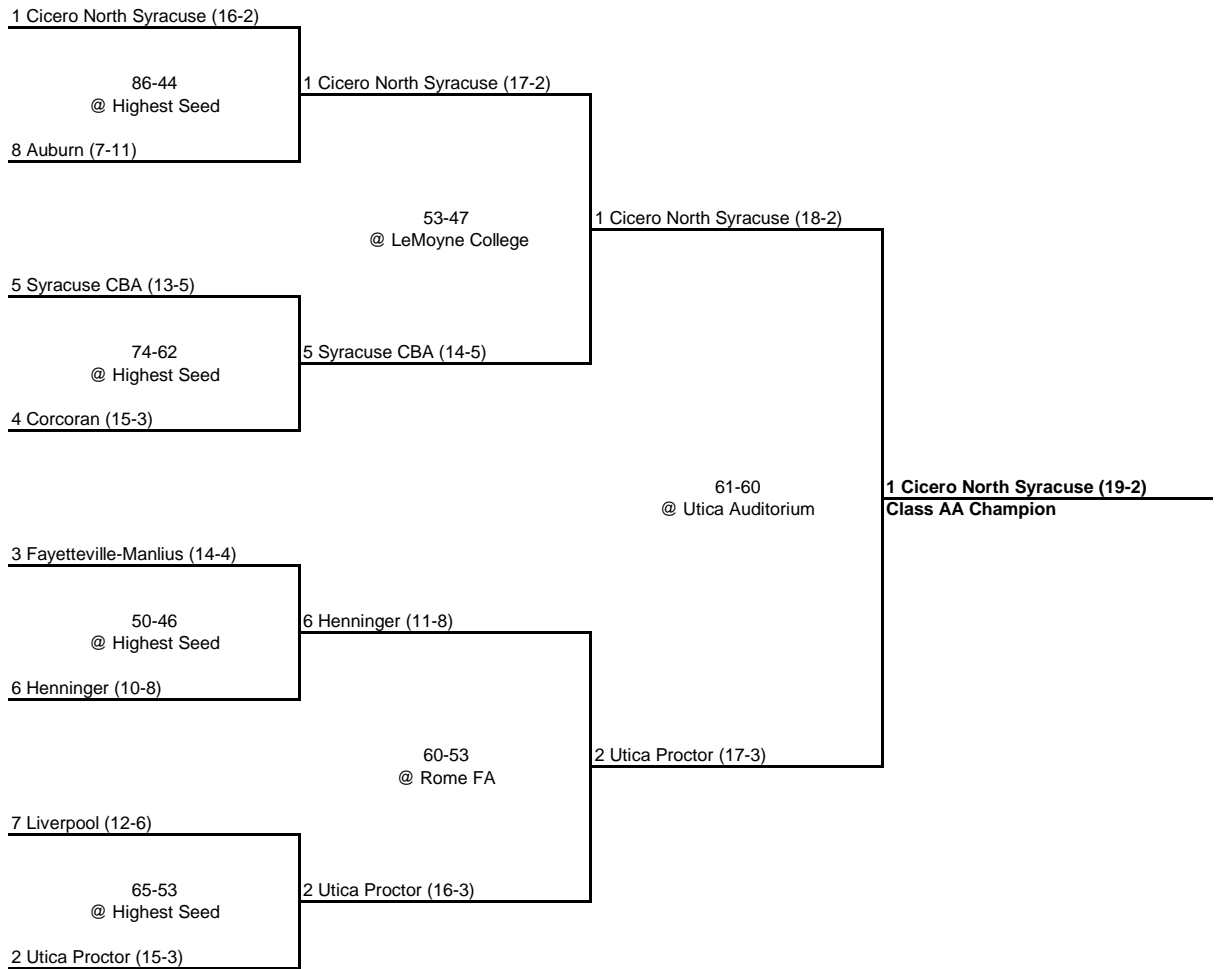 1 Cicero North Syracuse (16-2)
86-44
@ Highest Seed
1 Cicero North Syracuse (17-2)
8 Auburn (7-11)
53-47
@ LeMoyne College
1 Cicero North Syracuse (18-2)
5 Syracuse CBA (13-5)
74-62
@ Highest Seed
5 Syracuse CBA (14-5)
4 Corcoran (15-3)
61-60
@ Utica Auditorium
1 Cicero North Syracuse (19-2)
Class AA Champion
3 Fayetteville-Manlius (14-4)
50-46
@ Highest Seed
6 Henninger (11-8)
6 Henninger (10-8)
60-53
@ Rome FA
2 Utica Proctor (17-3)
7 Liverpool (12-6)
65-53
@ Highest Seed
2 Utica Proctor (16-3)
2 Utica Proctor (15-3)